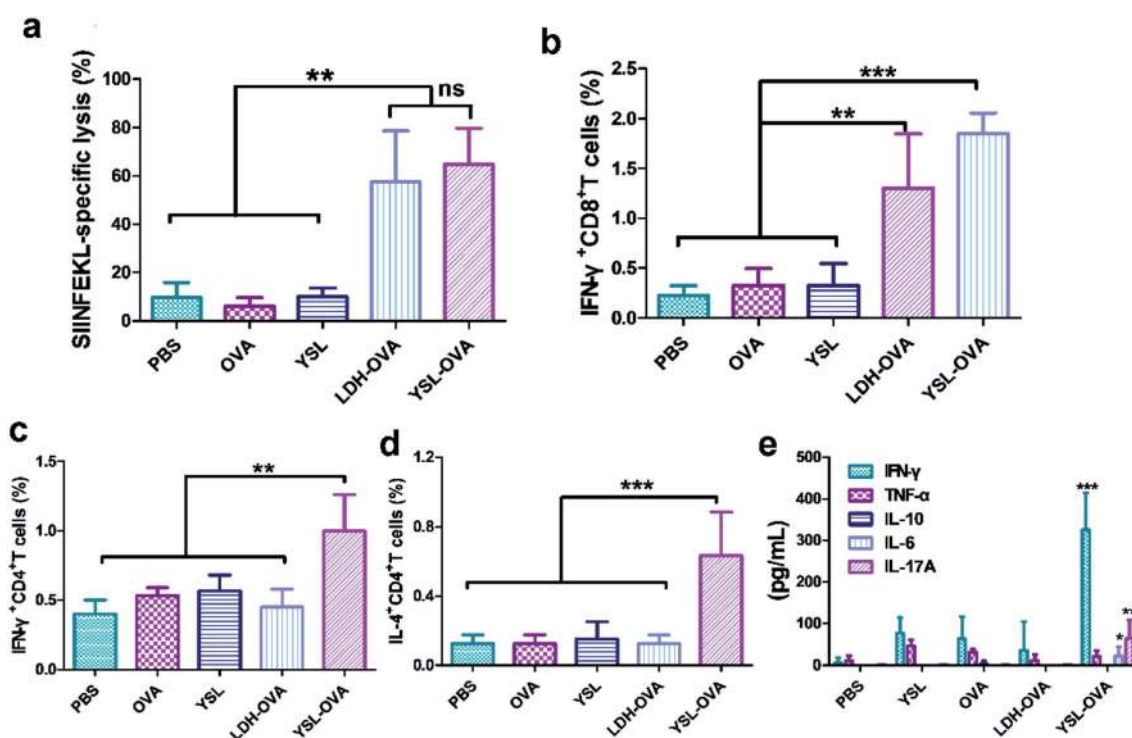 a
SIINFEKL-specific lysis (%)
100
80
60
40
20
0
**
ns
PBS
OVA
YSL
LDH-OVA
YSL-OVA
b
IFN-γ +CD8+T cells (%)
2.5
2.0
1.5
1.0
0.5
0.0
***
**
PBS
OVA
YSL
LDH-OVA
YSL-OVA
c
IFN-γ +CD4+T cells (%)
1.5
1.0
0.5
0.0
**
PBS
OVA
YSL
LDH-OVA
YSL-OVA
d
IL-4+CD4+T cells (%)
1.2
0.8
0.4
0.0
***
PBS
OVA
YSL
LDH-OVA
YSL-OVA
e
(pg/mL)
500
400
300
200
100
0
IFN-γ
TNF-α
IL-10
IL-6
IL-17A
***
*
**
PBS
YSL
OVA
LDH-OVA
YSL-OVA